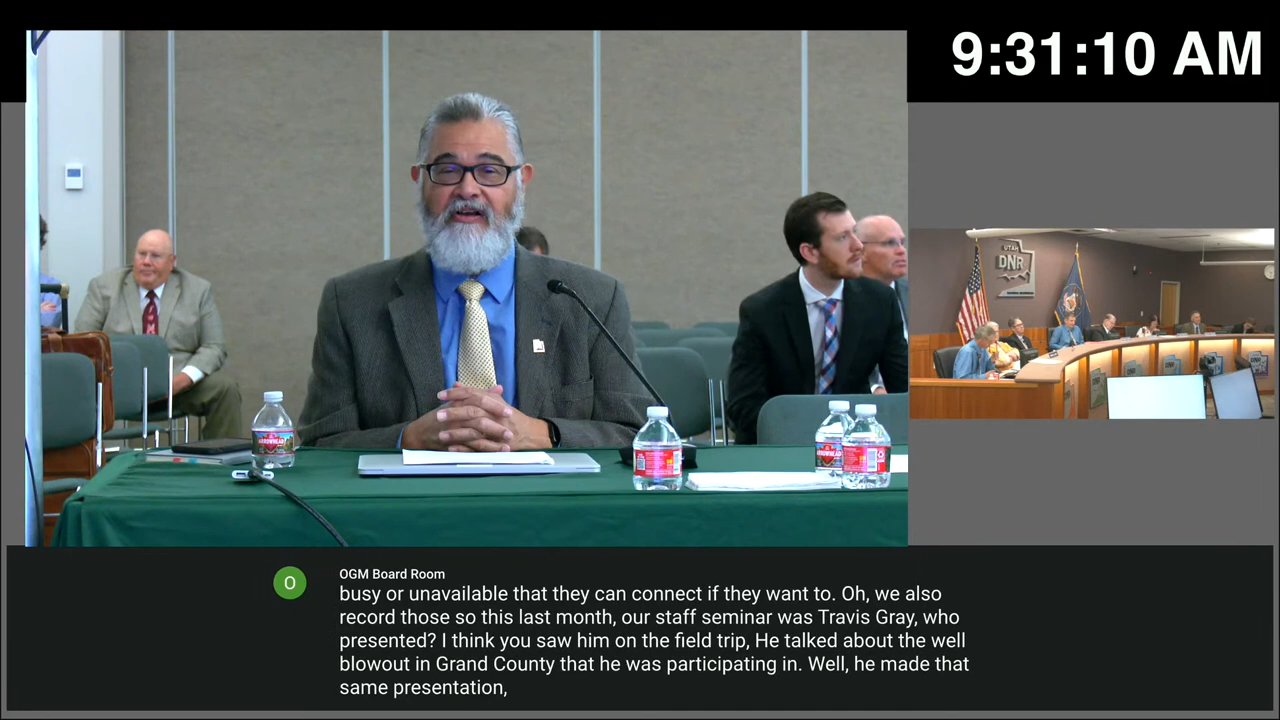 9:31:10 AM
UTAH
DNR
ARROWHEAD
O
OGM Board Room
busy or unavailable that they can connect if they want to. Oh, we also
record those so this last month, our staff seminar was Travis Gray, who
presented? I think you saw him on the field trip, He talked about the well
blowout in Grand County that he was participating in. Well, he made that
same presentation,